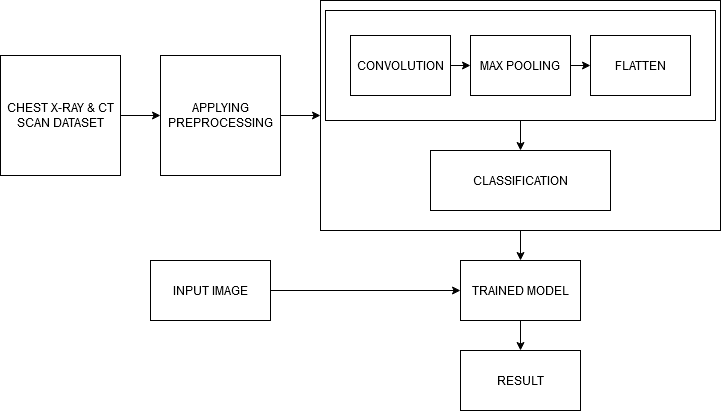 CONVOLUTION
MAX POOLING
FLATTEN
CHEST X-RAY & CT
SCAN DATASET
APPLYING
PREPROCESSING
CLASSIFICATION
INPUT IMAGE
TRAINED MODEL
RESULT